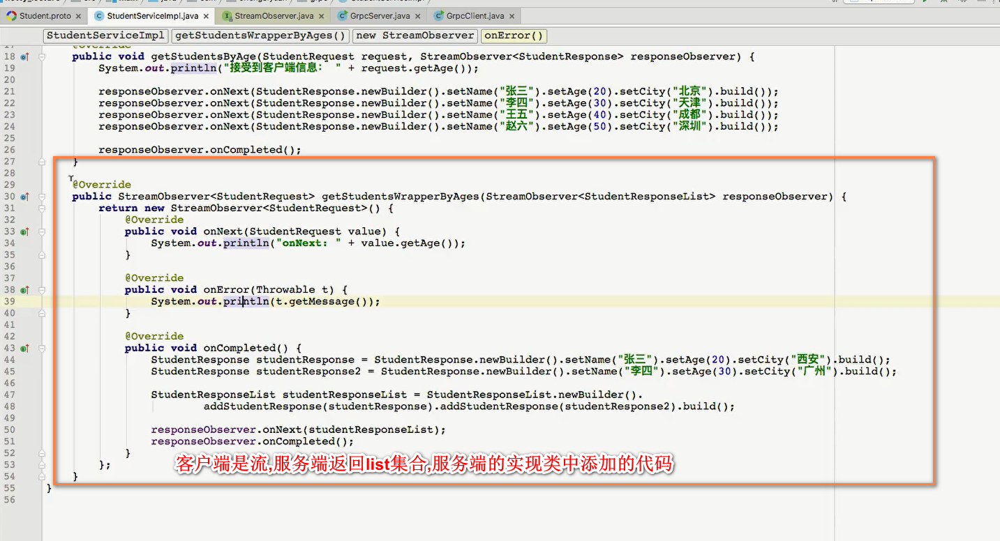 Student.proto × StudentServiceImpl.java × StreamObserver.java × GrpcServer.java × GrpcClient.java ×
StudentServiceImpl getStudentsWrapperByAges() new StreamObserver onError()
17 @Override
18 public void getStudentsByAge(StudentRequest request, StreamObserver<StudentResponse> responseObserver) {
19 System.out.println("接受到客户端信息： " + request.getAge());
20
21 responseObserver.onNext(StudentResponse.newBuilder().setName("张三").setAge(20).setCity("北京").build());
22 responseObserver.onNext(StudentResponse.newBuilder().setName("李四").setAge(30).setCity("天津").build());
23 responseObserver.onNext(StudentResponse.newBuilder().setName("王五").setAge(40).setCity("成都").build());
24 responseObserver.onNext(StudentResponse.newBuilder().setName("赵六").setAge(50).setCity("深圳").build());
25
26 responseObserver.onCompleted();
27 }
28
29 @Override
30 public StreamObserver<StudentRequest> getStudentsWrapperByAges(StreamObserver<StudentResponseList> responseObserver) {
31 return new StreamObserver<StudentRequest>() {
32 @Override
33 public void onNext(StudentRequest value) {
34 System.out.println("onNext: " + value.getAge());
35 }
36
37 @Override
38 public void onError(Throwable t) {
39 System.out.println(t.getMessage());
40 }
41
42 @Override
43 public void onCompleted() {
44 StudentResponse studentResponse = StudentResponse.newBuilder().setName("张三").setAge(20).setCity("西安").build();
45 StudentResponse studentResponse2 = StudentResponse.newBuilder().setName("李四").setAge(30).setCity("广州").build();
46
47 StudentResponseList studentResponseList = StudentResponseList.newBuilder().
48 addStudentResponse(studentResponse).addStudentResponse(studentResponse2).build();
49
50 responseObserver.onNext(studentResponseList);
51 responseObserver.onCompleted();
52 }
53 };
客户端是流,服务端返回list集合,服务端的实现类中添加的代码
54 }
55 }
56